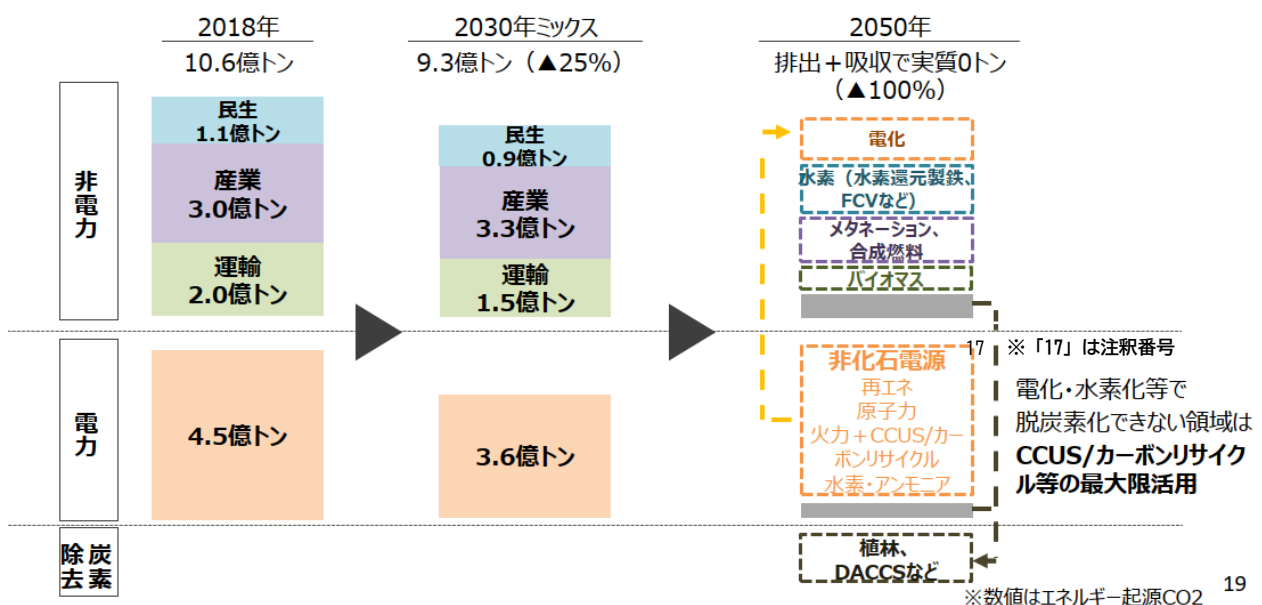 2018年
10.6億トン
2030年ミックス
9.3億トン（▲25%）
2050年
排出＋吸収で実質0トン
（▲100%）
非電力
民生
1.1億トン
産業
3.0億トン
運輸
2.0億トン
民生
0.9億トン
産業
3.3億トン
運輸
1.5億トン
電化
水素（水素還元製鉄、
FCVなど）
メタネーション、
合成燃料
バイオマス
電力
4.5億トン
3.6億トン
非化石電源
再エネ
原子力
火力＋CCUS/カー
ボンリサイクル
水素・アンモニア
17
※「17」は注釈番号
電化・水素化等で
脱炭素化できない領域は
CCUS/カーボンリサイク
ル等の最大限活用
炭素
除去
植林、
DACCSなど
※数値はエネルギー起源CO2
19